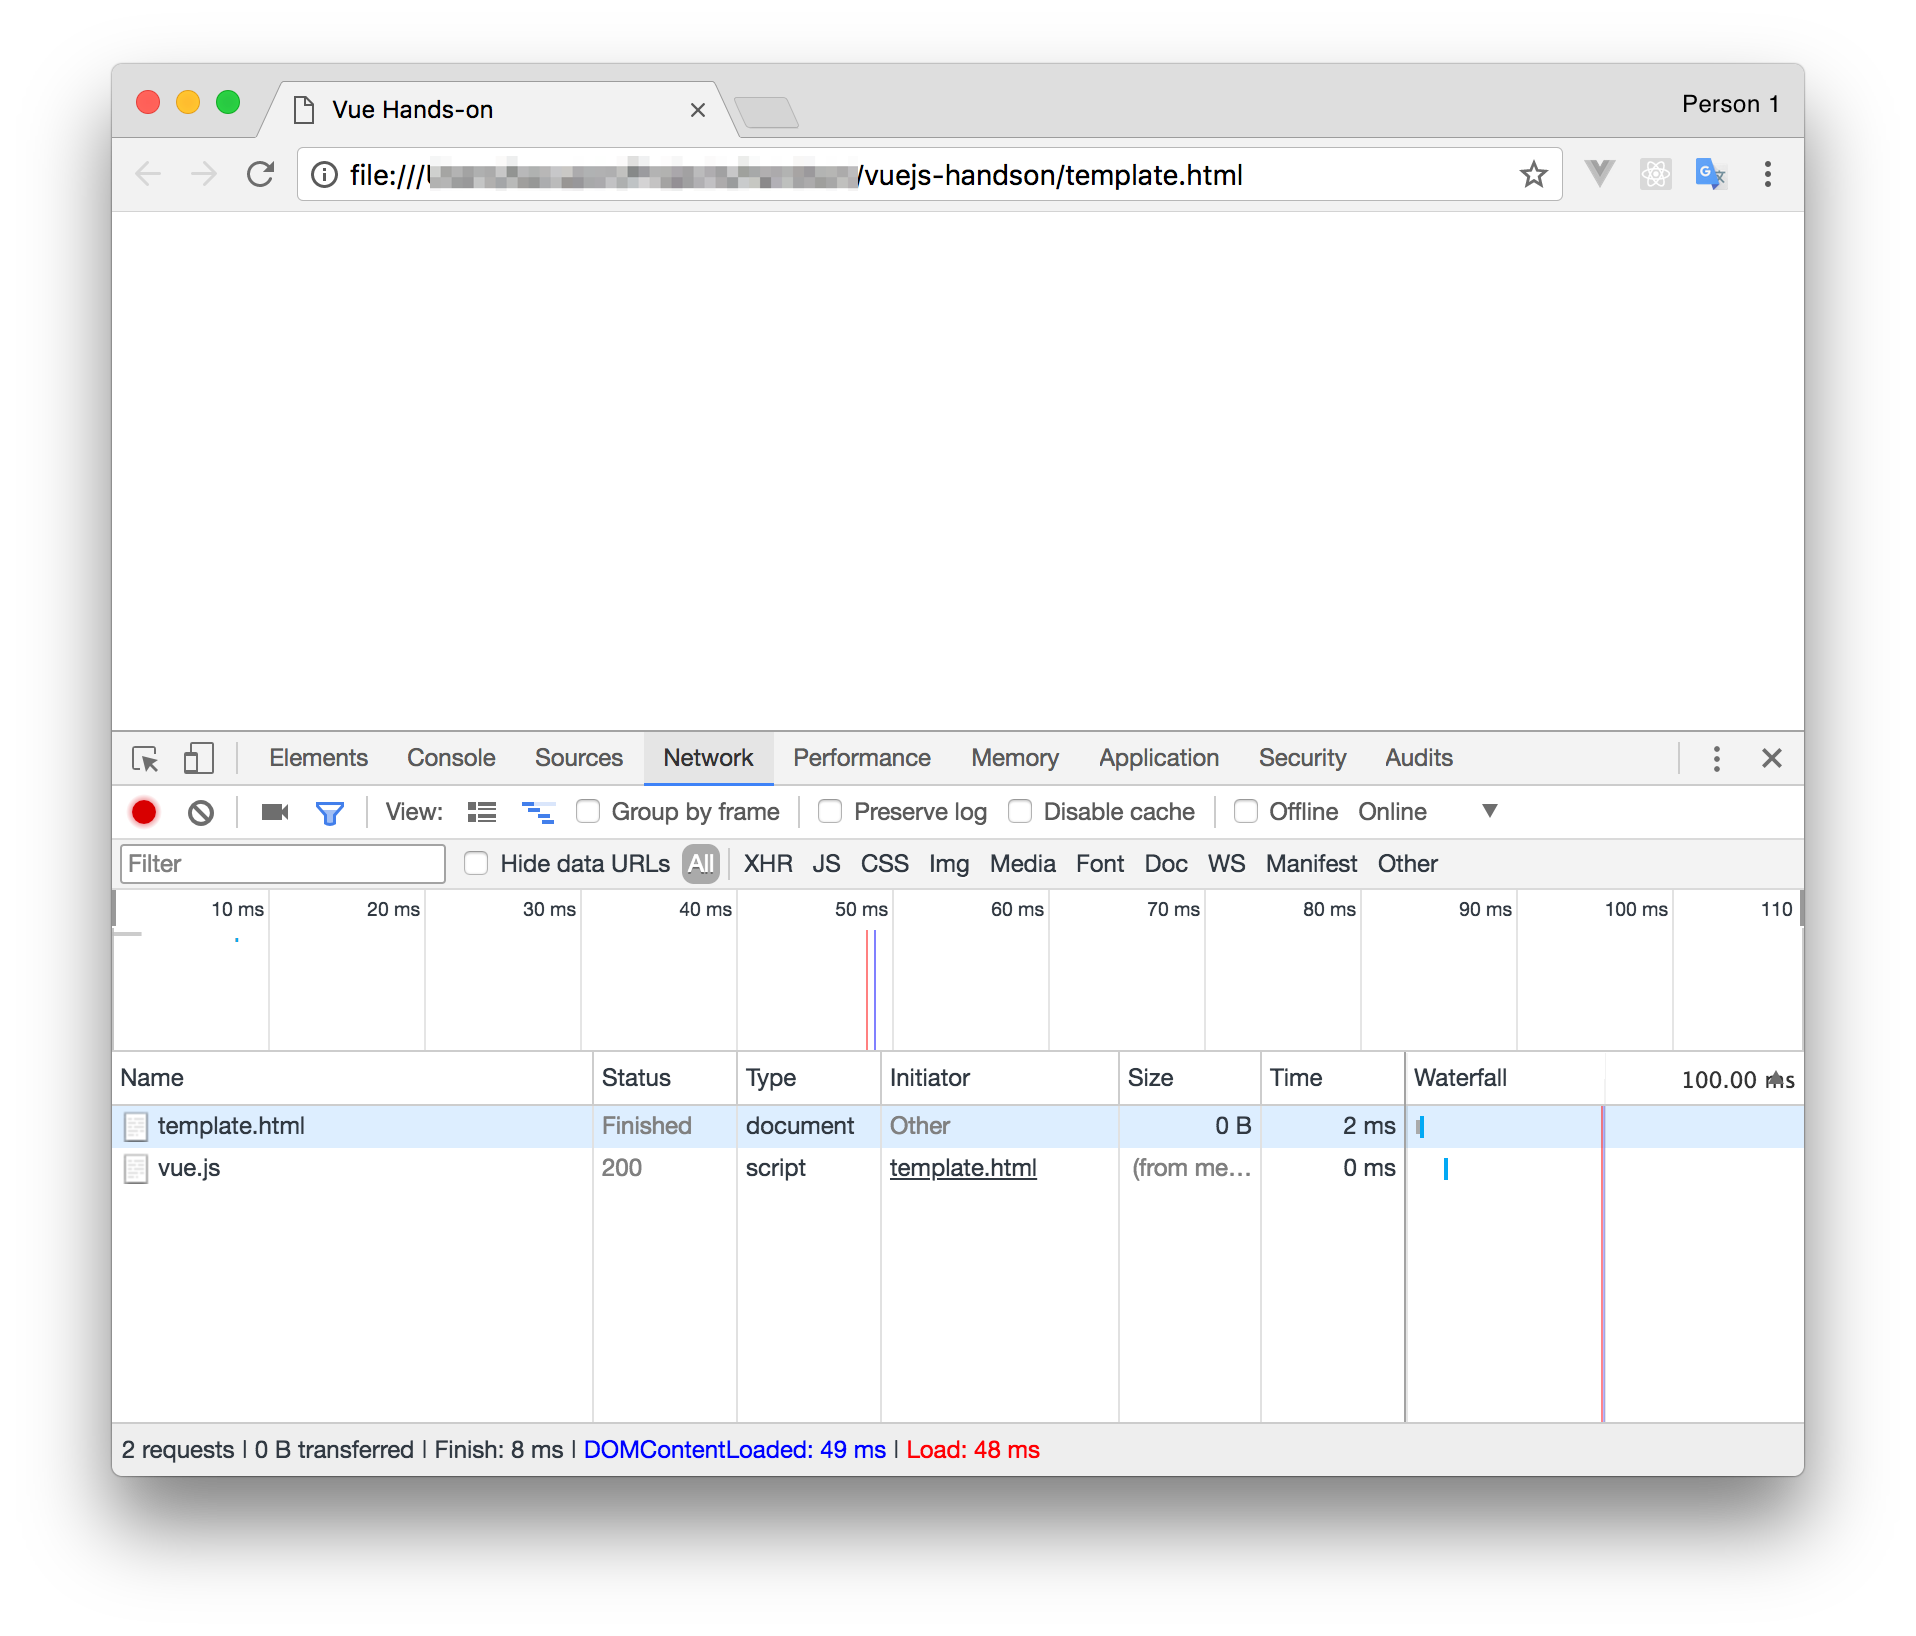 Vue Hands-on
Person 1
file:///
/vuejs-handson/template.html
Elements Console Sources Network Performance Memory Application Security Audits
View: Group by frame Preserve log Disable cache Offline Online
Filter Hide data URLs All XHR JS CSS Img Media Font Doc WS Manifest Other
10 ms 20 ms 30 ms 40 ms 50 ms 60 ms 70 ms 80 ms 90 ms 100 ms 110
Name Status Type Initiator Size Time Waterfall 100.00 ms
template.html Finished document Other 0 B 2 ms
vue.js 200 script template.html (from me... 0 ms
2 requests | 0 B transferred | Finish: 8 ms | DOMContentLoaded: 49 ms | Load: 48 ms